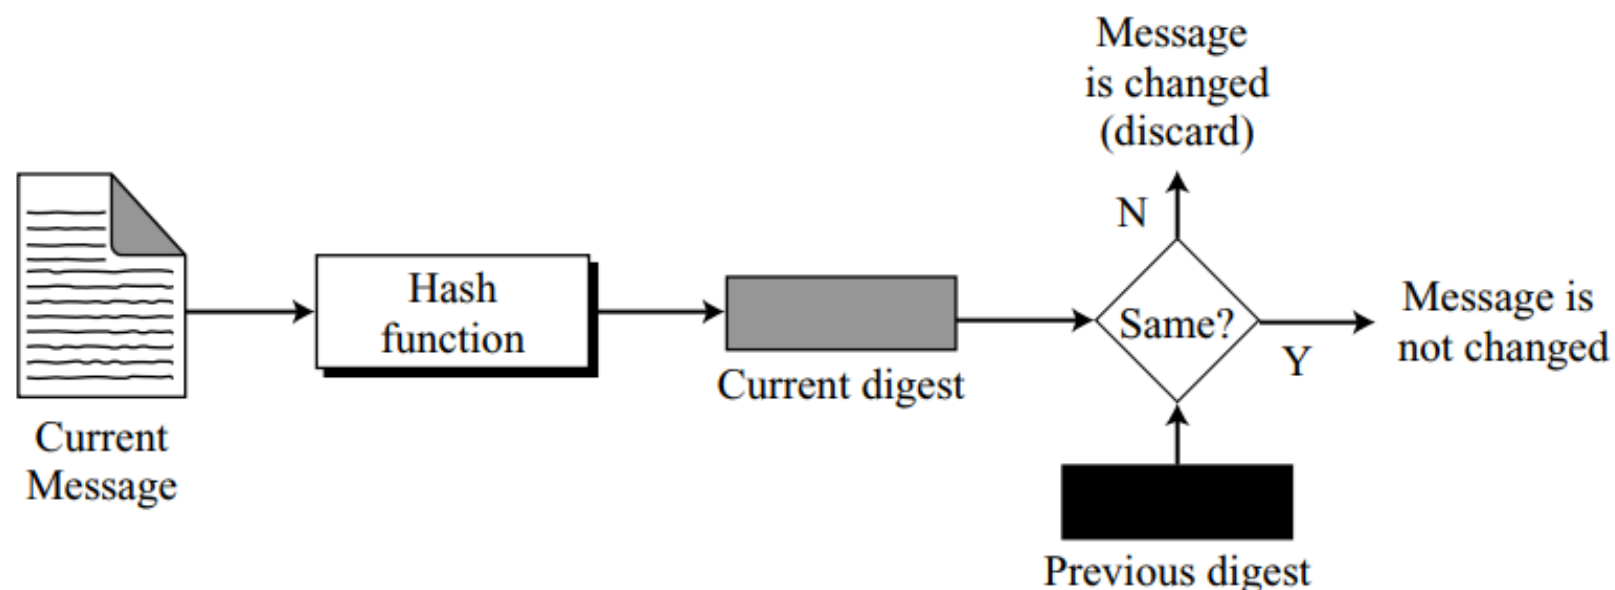 Message
is changed
(discard)
N
Hash
function
Same?
Message is
not changed
Y
Current digest
Current
Message
Previous digest